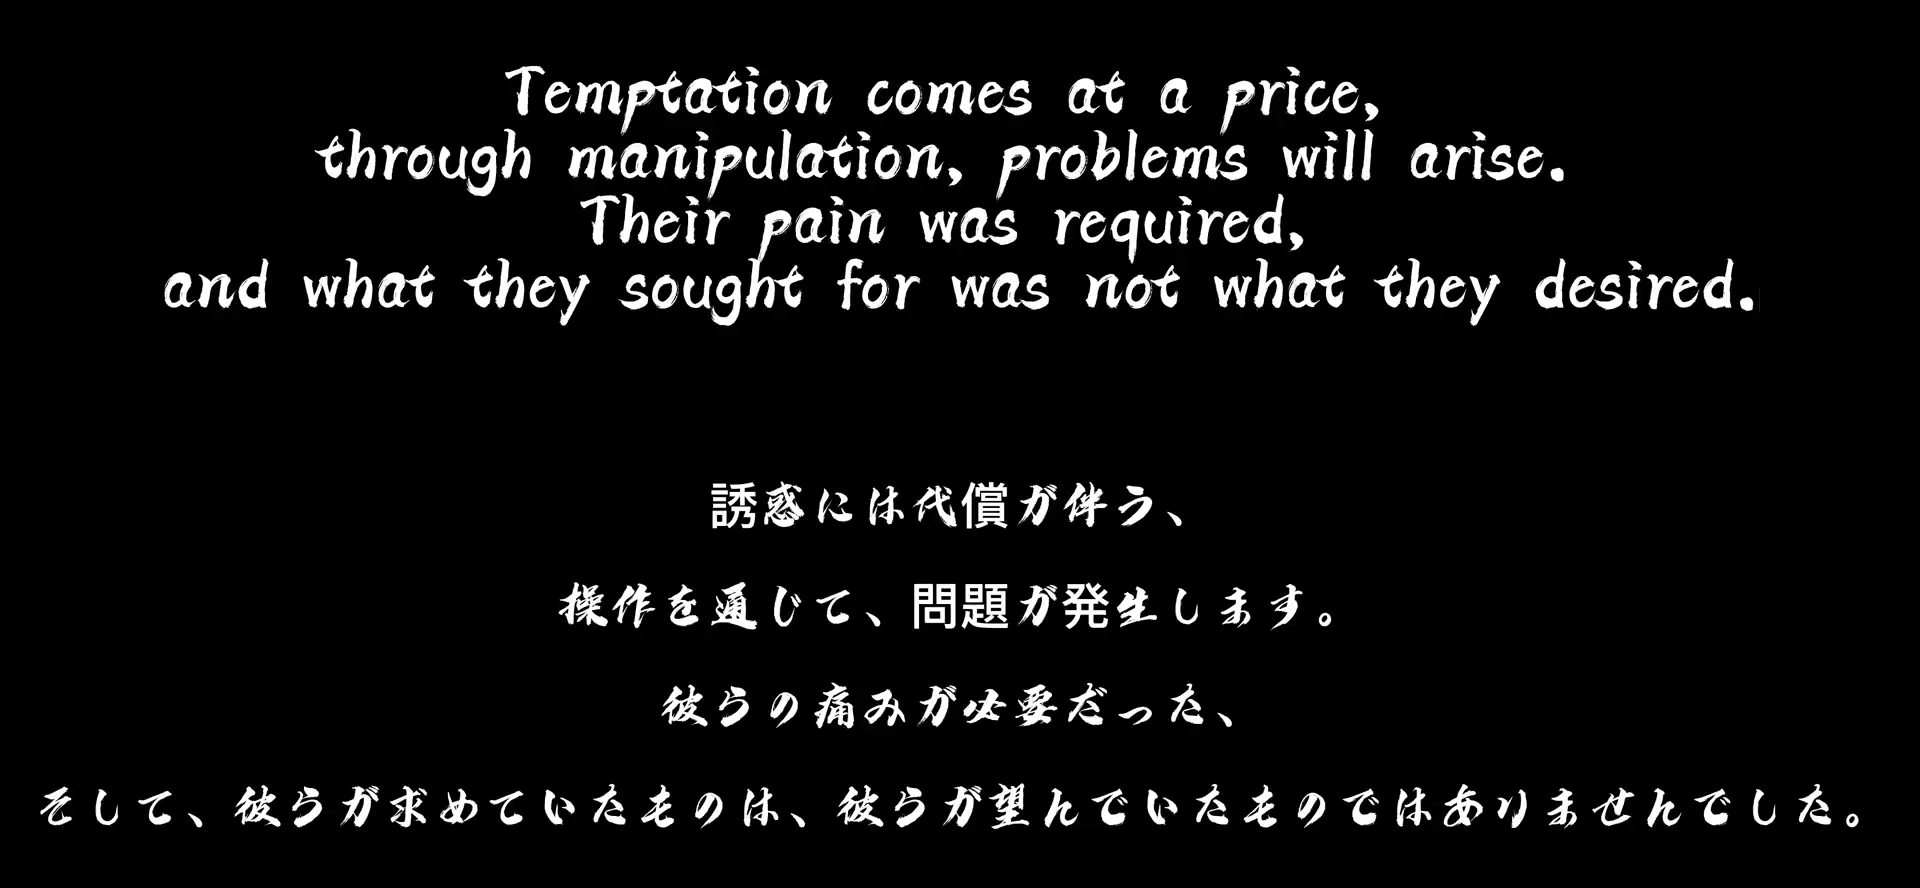 Temptation comes at a price,
through manipulation, problems will arise.
Their pain was required,
and what they sought for was not what they desired.
誘惑には代償が伴う、
操作を通じて、問題が発生します。
彼らの痛みが必要だった、
そして、彼らが求めていたものは、彼らが望んでいたものではありませんでした。